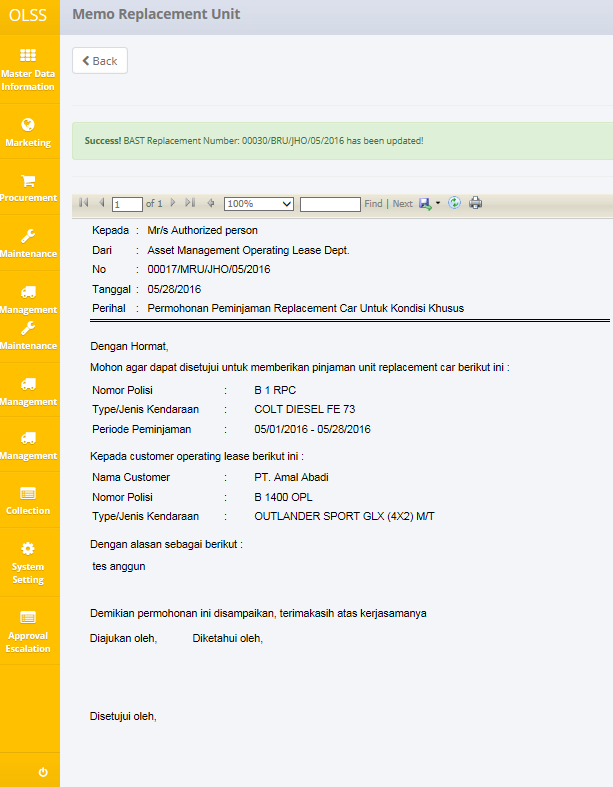 OLSS
Memo Replacement Unit
Back
Master Data
Information
Marketing
Procurement
Maintenance
Management
Maintenance
Management
Management
Collection
System
Setting
Approval
Escalation
Success! BAST Replacement Number: 00030/BRU/JHO/05/2016 has been updated!
1 of 1 100% Find | Next
Kepada : Mr/s Authorized person
Dari : Asset Management Operating Lease Dept.
No : 00017/MRU/JHO/05/2016
Tanggal : 05/28/2016
Perihal : Permohonan Peminjaman Replacement Car Untuk Kondisi Khusus
Dengan Hormat,
Mohon agar dapat disetujui untuk memberikan pinjaman unit replacement car berikut ini :
Nomor Polisi : B 1 RPC
Type/Jenis Kendaraan : COLT DIESEL FE 73
Periode Peminjaman : 05/01/2016 - 05/28/2016
Kepada customer operating lease berikut ini :
Nama Customer : PT. Amal Abadi
Nomor Polisi : B 1400 OPL
Type/Jenis Kendaraan : OUTLANDER SPORT GLX (4X2) M/T
Dengan alasan sebagai berikut :
tes anggun
Demikian permohonan ini disampaikan, terimakasih atas kerjasamanya
Diajukan oleh, Diketahui oleh,
Disetujui oleh,